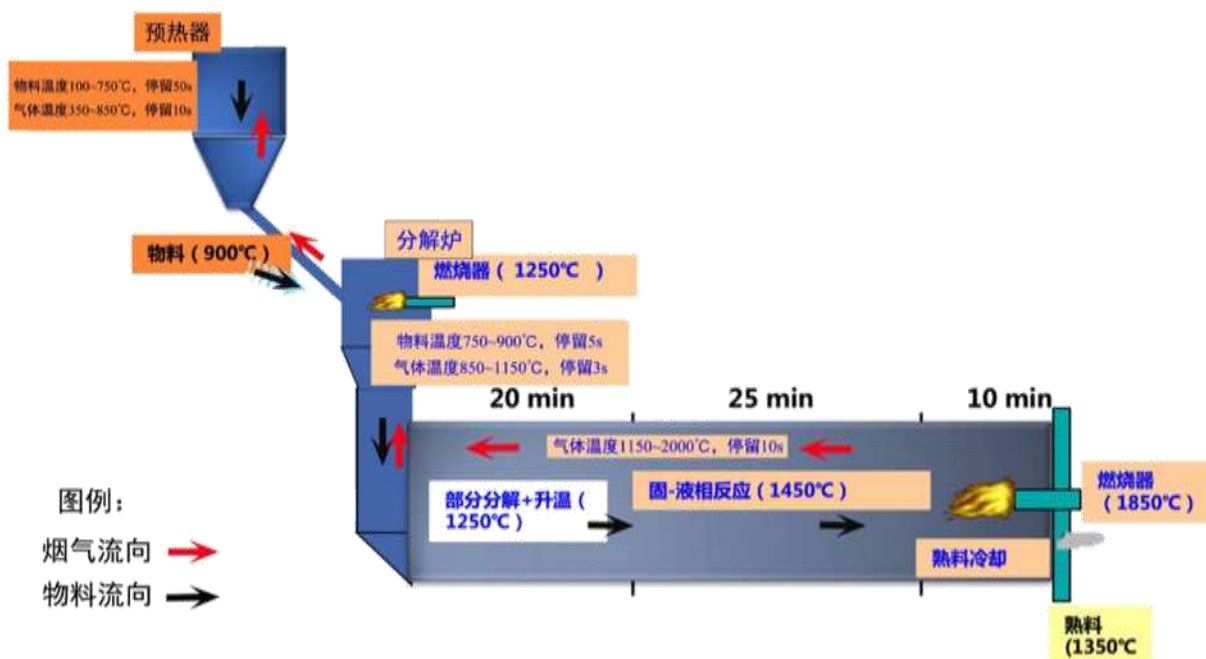 预热器
物料温度100~750℃，停留50s
气体温度350~850℃，停留10s
物料（900℃）
分解炉
燃烧器（ 1250℃ ）
物料温度750~900℃，停留5s
气体温度850~1150℃，停留3s
20 min
25 min
10 min
气体温度1150~2000℃，停留10s
部分分解+升温（
1250℃）
固-液相反应（1450℃）
燃烧器
（1850℃
熟料冷却
熟料
(1350℃
图例：
烟气流向
物料流向